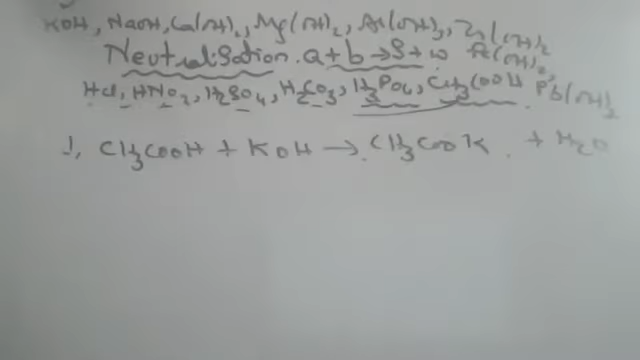 KOH, NaOH, Ca(OH)2, Mg(OH)2, Al(OH)3, Zn(OH)2
Neutralisation. a + b → S + w Fe(OH)2,
HCl, HNO3, H2SO4, H2CO3, H3PO4, CH3COOH Pb(OH)2
1, CH3COOH + KOH → CH3COOK + H2O